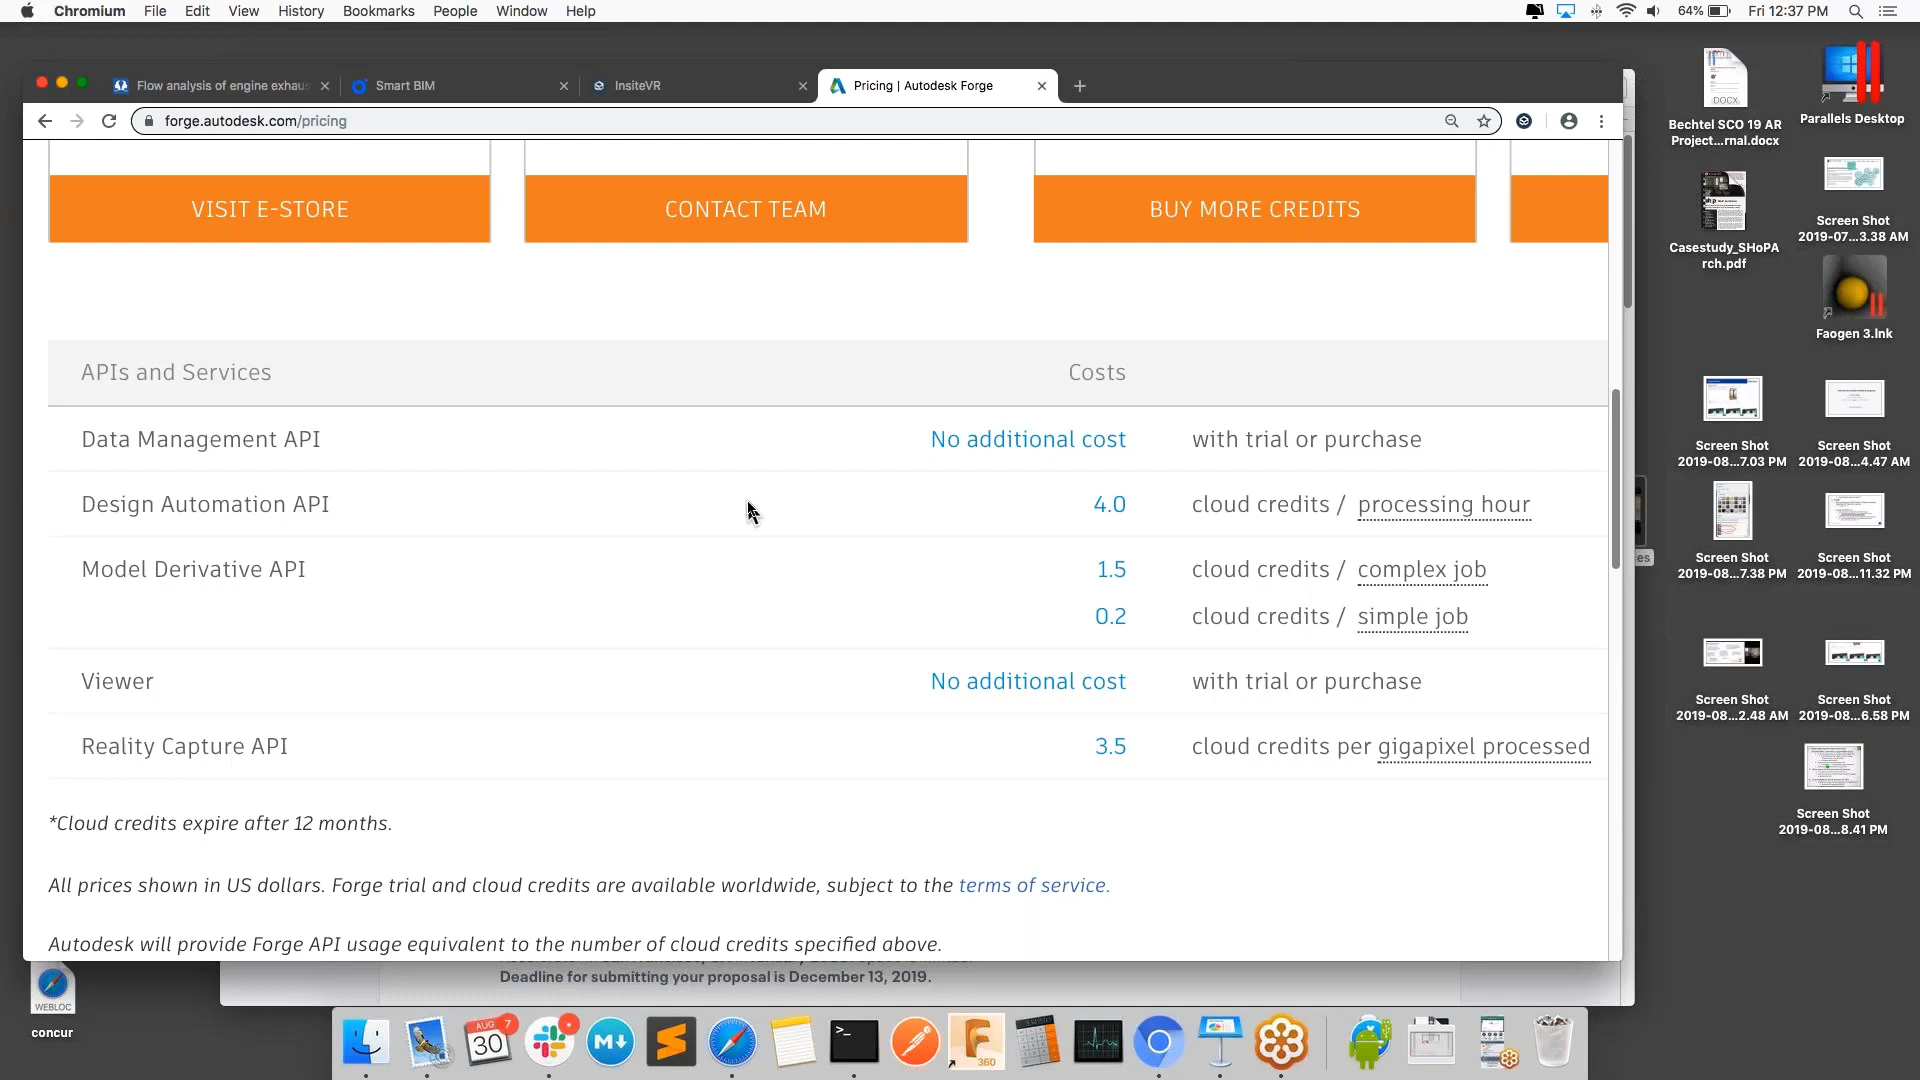 Chromium File Edit View History Bookmarks People Window Help
64% Fri 12:37 PM
Flow analysis of engine exhaus
Smart BIM
InsiteVR
Pricing | Autodesk Forge
forge.autodesk.com/pricing
VISIT E-STORE
CONTACT TEAM
BUY MORE CREDITS
APIs and Services Costs
Data Management API No additional cost with trial or purchase
Design Automation API 4.0 cloud credits / processing hour
Model Derivative API 1.5 cloud credits / complex job
0.2 cloud credits / simple job
Viewer No additional cost with trial or purchase
Reality Capture API 3.5 cloud credits per gigapixel processed
*Cloud credits expire after 12 months.
All prices shown in US dollars. Forge trial and cloud credits are available worldwide, subject to the terms of service.
Autodesk will provide Forge API usage equivalent to the number of cloud credits specified above.
Deadline for submitting your proposal is December 13, 2019.
es
DOCX
Bechtel SCO 19 AR
Project...rnal.docx
Parallels Desktop
Casestudy_SHoPA
rch.pdf
Screen Shot
2019-07...3.38 AM
Faogen 3.lnk
Screen Shot
2019-08...7.03 PM
Screen Shot
2019-08...4.47 AM
Screen Shot
2019-08...7.38 PM
Screen Shot
2019-08...11.32 PM
Screen Shot
2019-08...2.48 AM
Screen Shot
2019-08...6.58 PM
Screen Shot
2019-08...8.41 PM
WEBLOC
concur
AUG
7
30
M
>_
360